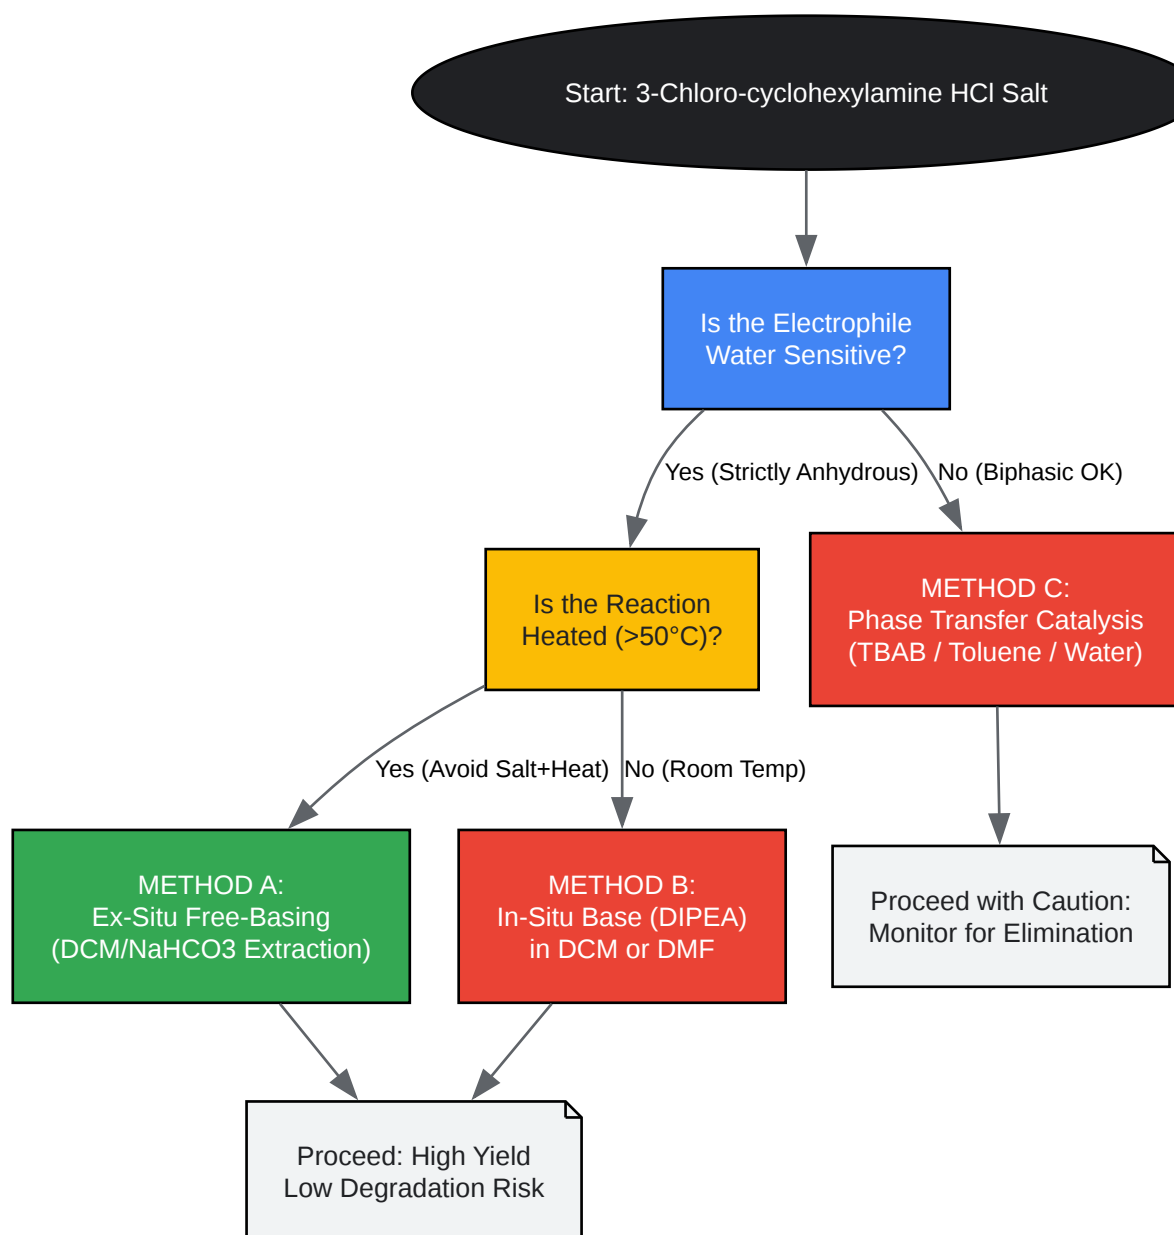 Start: 3-Chloro-cyclohexylamine HCl Salt
Is the Electrophile
Water Sensitive?
Yes (Strictly Anhydrous)
No (Biphasic OK)
Is the Reaction
Heated (>50°C)?
METHOD C:
Phase Transfer Catalysis
(TBAB / Toluene / Water)
Yes (Avoid Salt+Heat)
No (Room Temp)
METHOD A:
Ex-Situ Free-Basing
(DCM/NaHCO3 Extraction)
METHOD B:
In-Situ Base (DIPEA)
in DCM or DMF
Proceed with Caution:
Monitor for Elimination
Proceed: High Yield
Low Degradation Risk